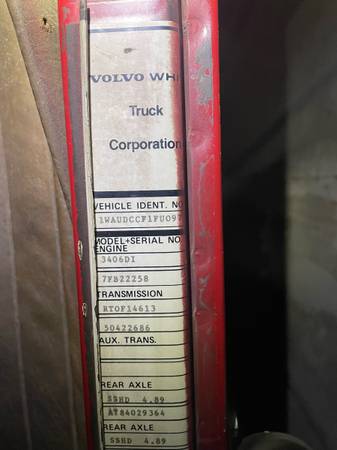 VOLVO WH
Truck
Corporation
VEHICLE IDENT. NO
1WAUDCCF1FU097
MODEL+SERIAL NO
ENGINE
3406DI
7FB22258
TRANSMISSION
RTOF14613
50422686
AUX. TRANS.
REAR AXLE
SSHD 4.89
AT84029364
REAR AXLE
SSHD 4.89